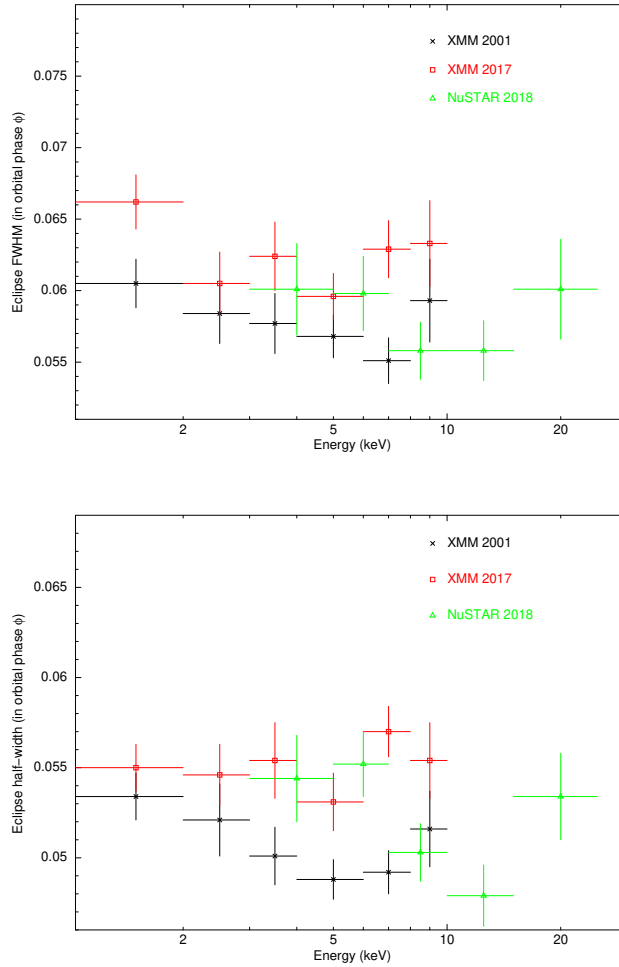 XMM 2001
XMM 2017
NuSTAR 2018
0.075
0.07
0.065
0.06
0.055
Eclipse FWHM (in orbital phase ϕ)
2 5 10 20
Energy (keV)
XMM 2001
XMM 2017
NuSTAR 2018
0.065
0.06
0.055
0.05
Eclipse half−width (in orbital phase ϕ)
2 5 10 20
Energy (keV)